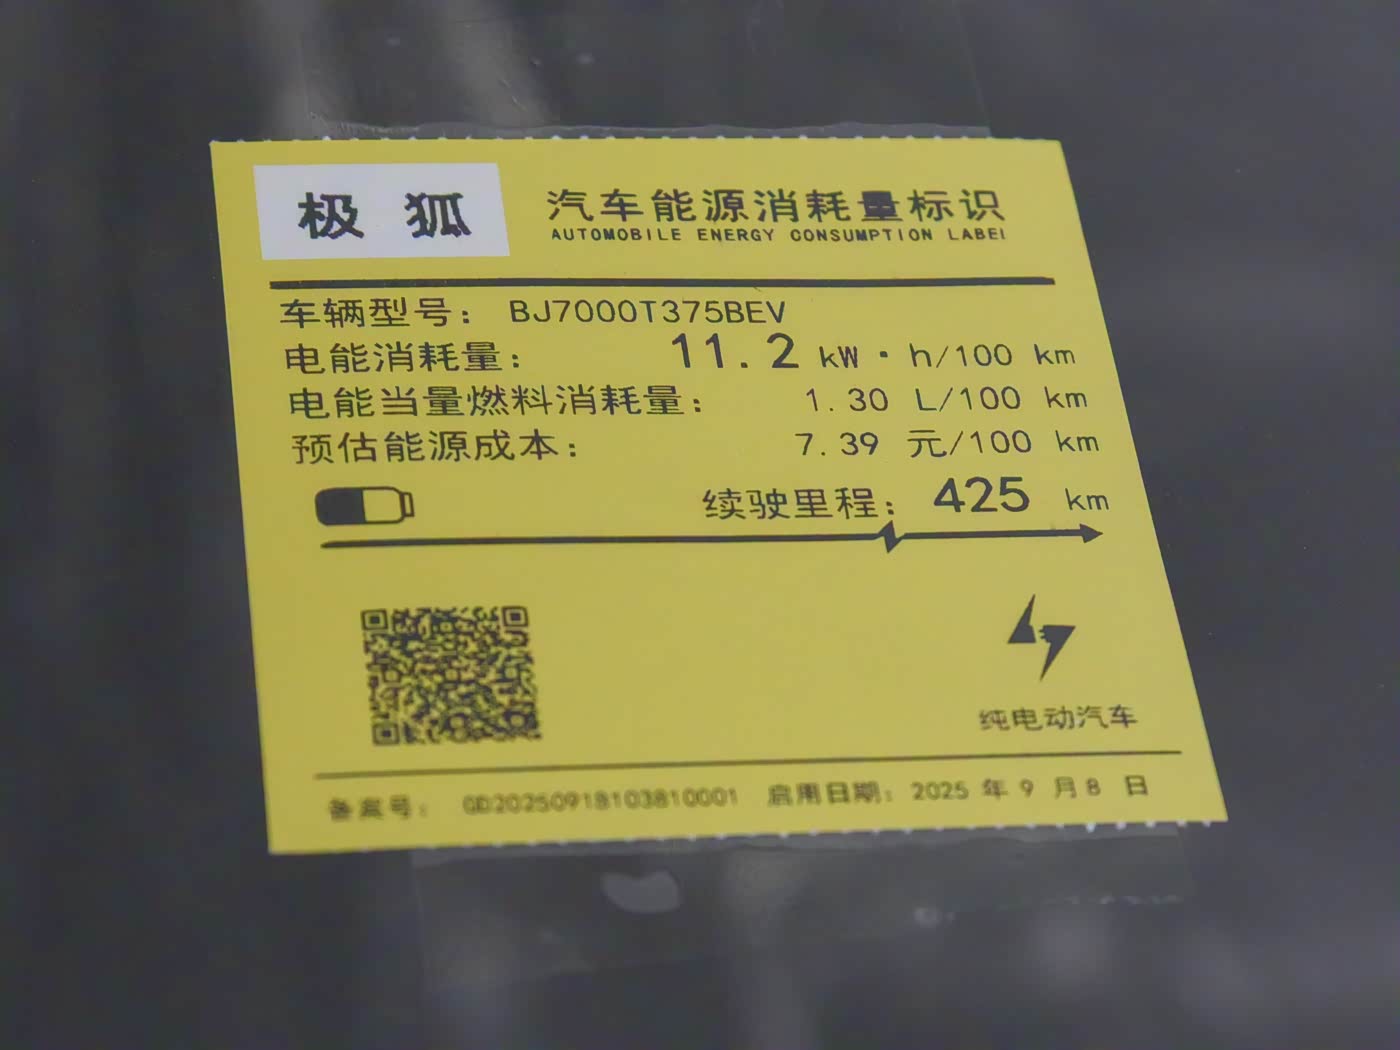 极 狐
汽车能源消耗量标识
AUTOMOBILE ENERGY CONSUMPTION LABEL
车辆型号: BJ7000T375BEV
电能消耗量: 11.2 kW·h/100 km
电能当量燃料消耗量: 1.30 L/100 km
预估能源成本: 7.39 元/100 km
续驶里程: 425 km
纯电动汽车
备案号: GD20250918103810001 启用日期: 2025 年 9 月 8 日